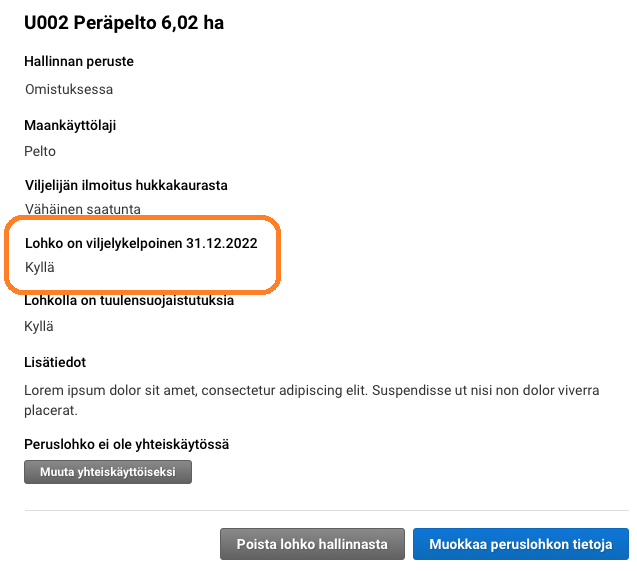 U002 Peräpelto 6,02 ha
Hallinnan peruste
Omistuksessa
Maankäyttölaji
Pelto
Viljelijän ilmoitus hukkakaurasta
Vähäinen saatunta
Lohko on viljelykelpoinen 31.12.2022
Kyllä
Lohkolla on tuulensuojaistutuksia
Kyllä
Lisätiedot
Lorem ipsum dolor sit amet, consectetur adipiscing elit. Suspendisse ut nisi non dolor viverra
placerat.
Peruslohko ei ole yhteiskäytössä
Muuta yhteiskäyttöiseksi
Poista lohko hallinnasta
Muokkaa peruslohkon tietoja